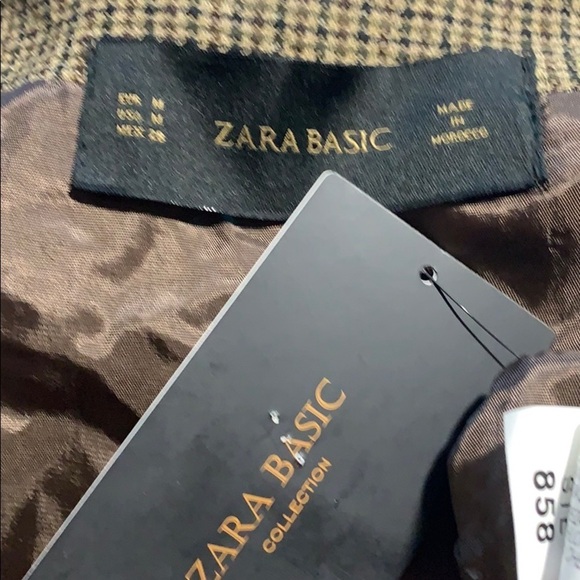 EUR M
USA M
MEX 28
ZARA BASIC
MADE
IN
MOROCCO
ZARA BASIC
COLLECTION
858